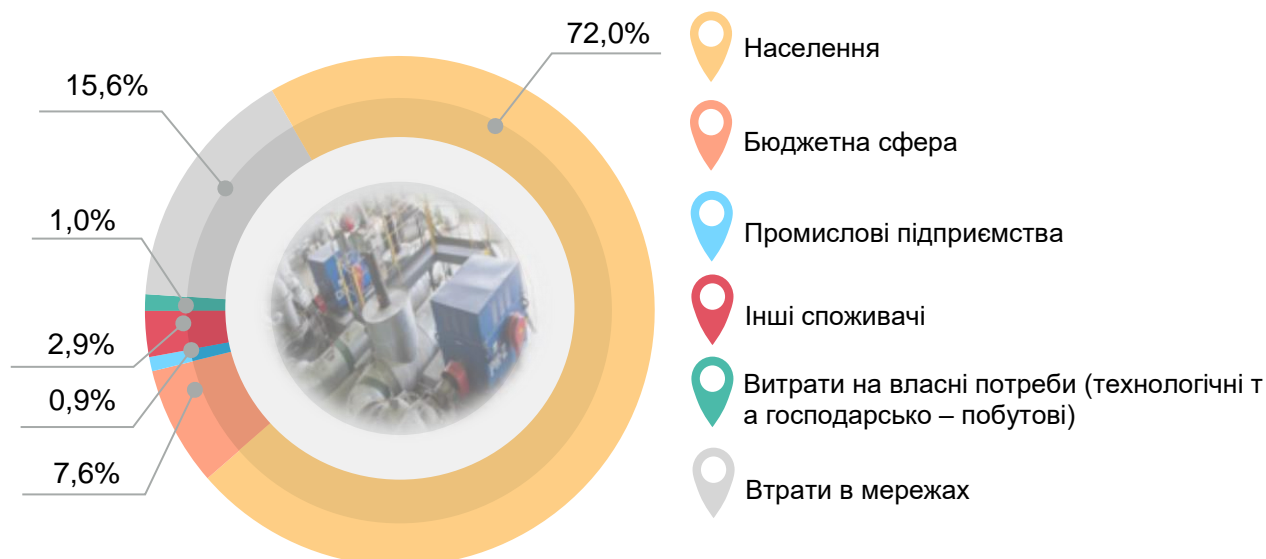 72,0%
15,6%
1,0%
2,9%
0,9%
7,6%
Населення
Бюджетна сфера
Промислові підприємства
Інші споживачі
Витрати на власні потреби (технологічні т
а господарсько – побутові)
Втрати в мережах